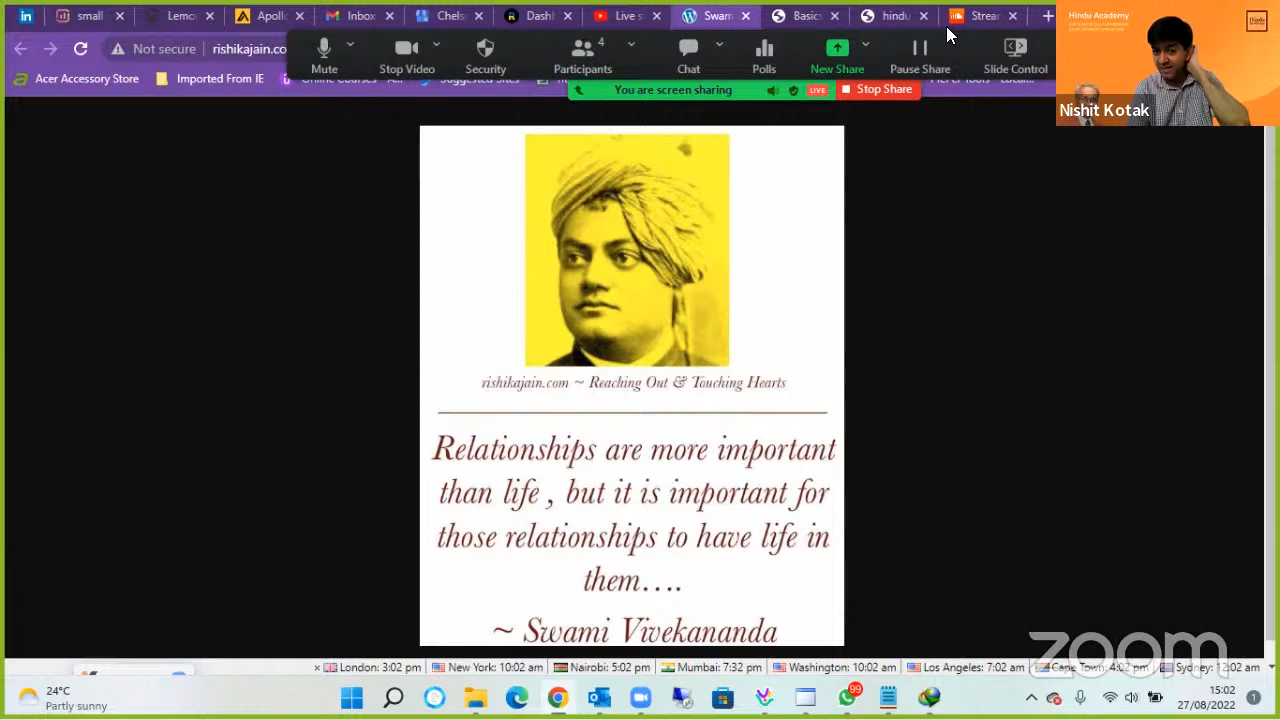 small
Lemo
Apoll
Inbox
Chels
Dash
Live s
Swam
Basics
hindu
Strear
Not secure
rishikajain.co
Mute
Stop Video
Security
4
Participants
Chat
Polls
New Share
Pause Share
Slide Control
Acer Accessory Store
Imported From IE
You are screen sharing
LIVE
Stop Share
Hindu Academy
Nishit Kotak
rishikajain.com ~ Reaching Out & Touching Hearts
Relationships are more important
than life , but it is important for
those relationships to have life in
them….
~ Swami Vivekananda
zoom
London: 3:02 pm
New York: 10:02 am
Nairobi: 5:02 pm
Mumbai: 7:32 pm
Washington: 10:02 am
Los Angeles: 7:02 am
Cape Town: 4:02 pm
Sydney: 12:02 am
24°C
Partly sunny
99
15:02
27/08/2022
1